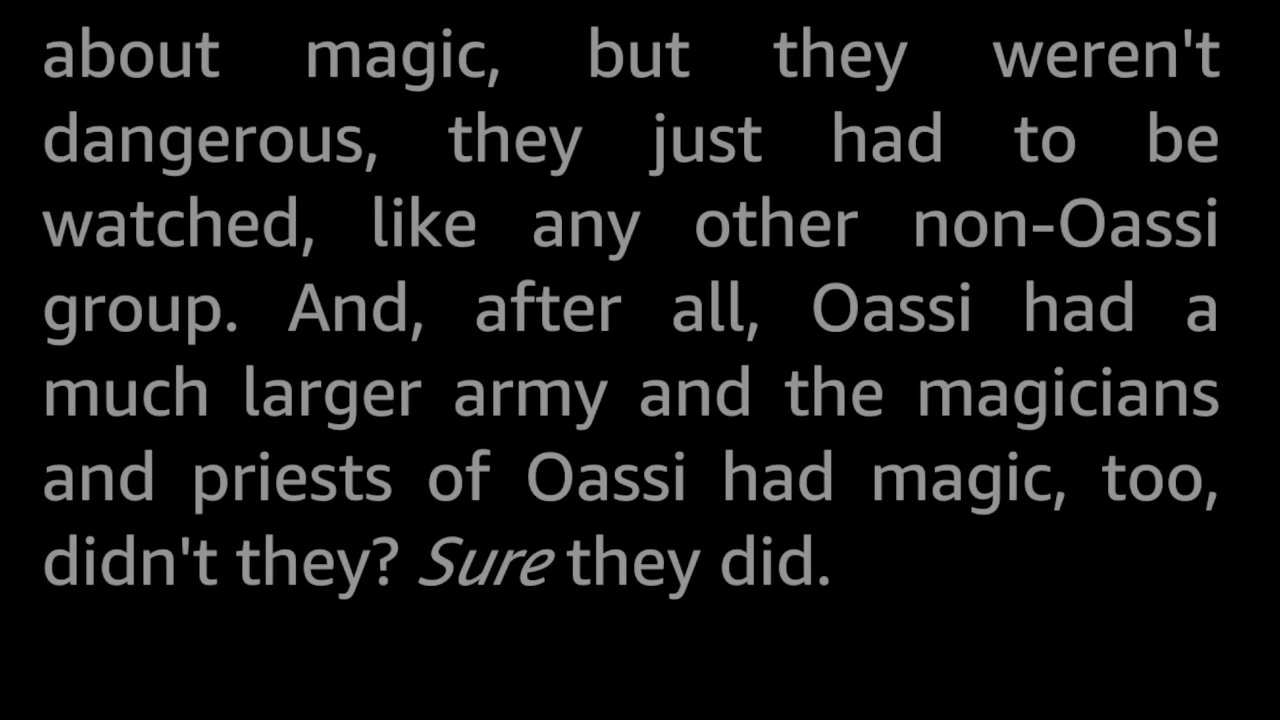 about magic, but they weren't
dangerous, they just had to be
watched, like any other non-Oassi
group. And, after all, Oassi had a
much larger army and the magicians
and priests of Oassi had magic, too,
didn't they? Sure they did.